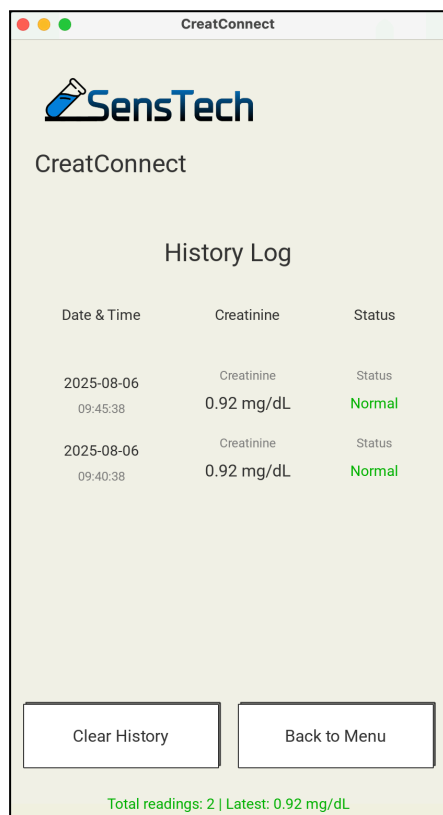 CreatConnect
SensTech
CreatConnect
History Log
Date & Time Creatinine Status
Creatinine Status
2025-08-06 0.92 mg/dL Normal
09:45:38
Creatinine Status
2025-08-06 0.92 mg/dL Normal
09:40:38
Clear History Back to Menu
Total readings: 2 | Latest: 0.92 mg/dL